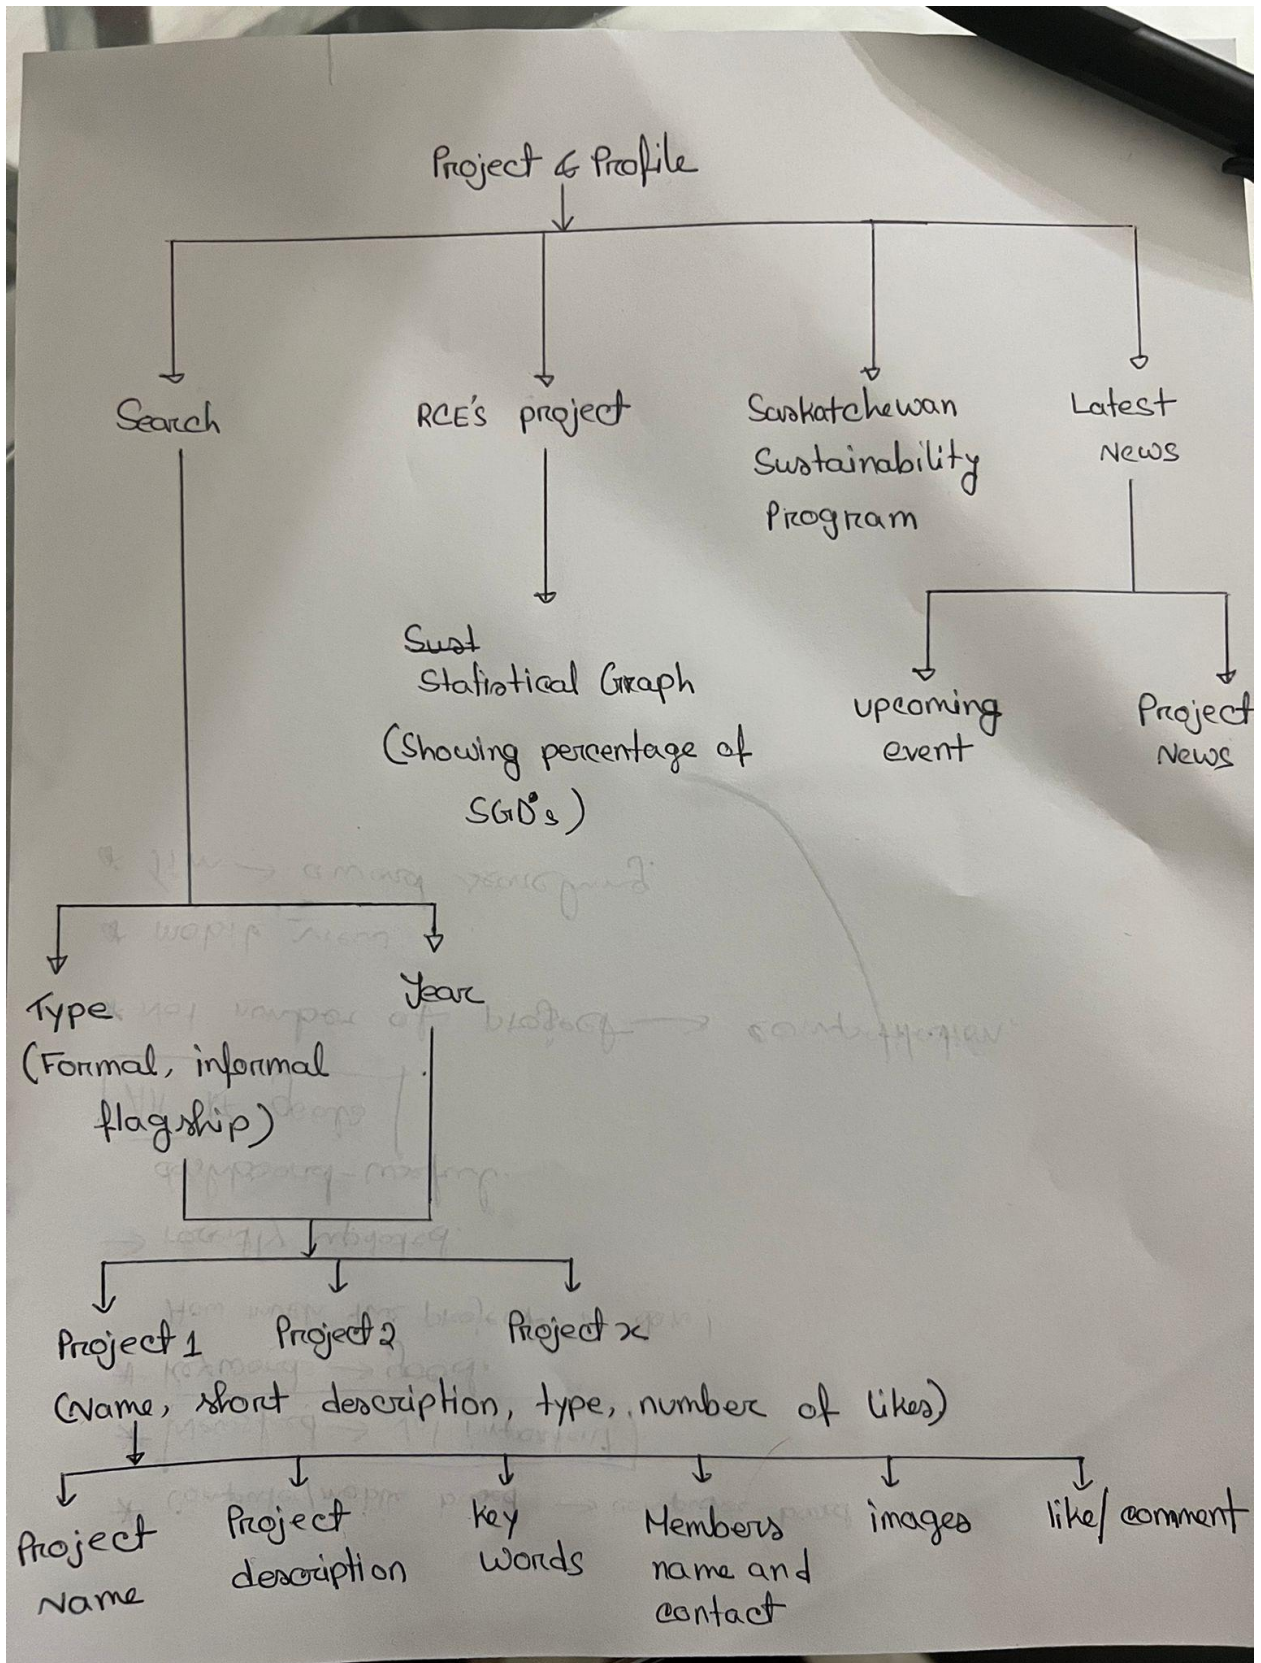 Project & Profile
Search
RCE's project
Saskatchewan
Sustainability
Program
Latest
News
Sust
Statistical Graph
(Showing percentage of
SGD's)
upcoming
event
Project
News
Type
(Formal, informal
flagship)
Year
Project 1
Project 2
Project x
(Name, short description, type, number of likes)
Project
Name
Project
description
key
words
Members
name and
contact
images
like/comment